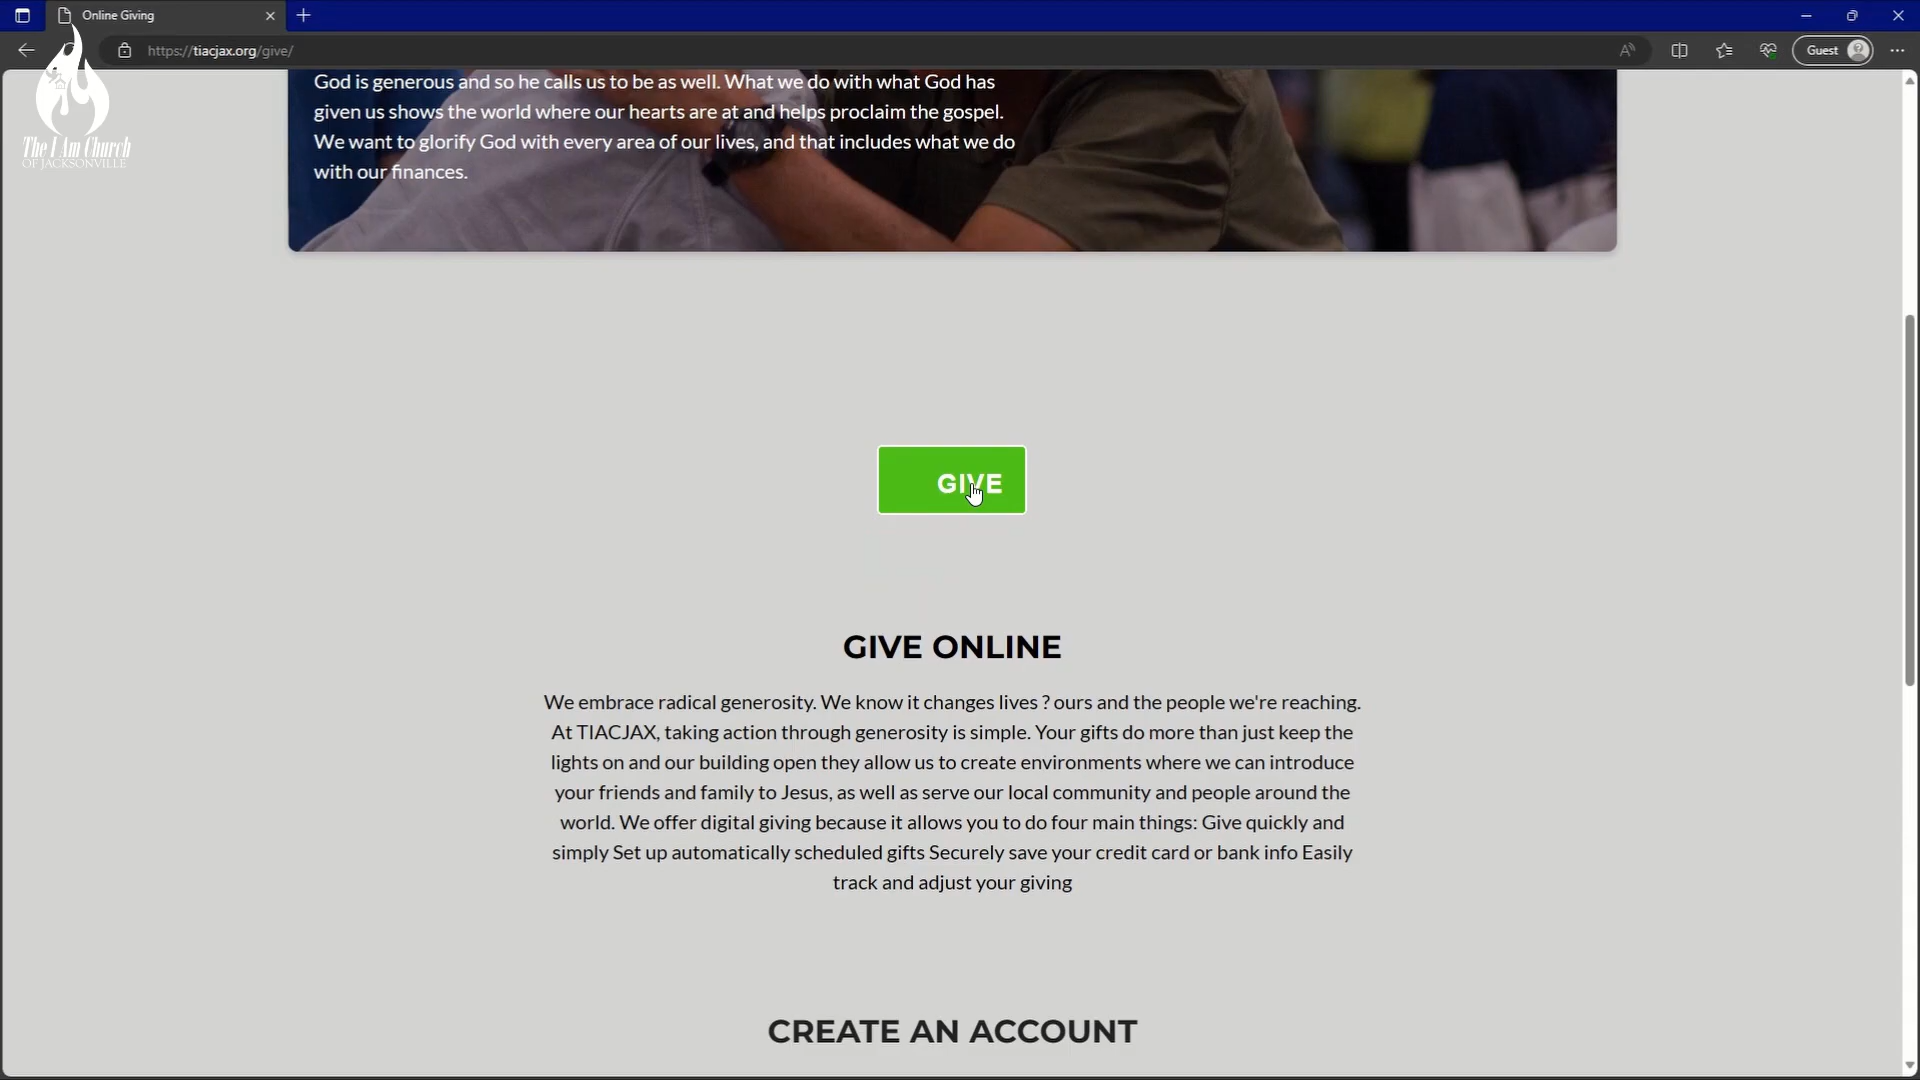 Online Giving
https://tiacjax.org/give/
Guest
The I Am Church
OF JACKSONVILLE
God is generous and so he calls us to be as well. What we do with what God has
given us shows the world where our hearts are at and helps proclaim the gospel.
We want to glorify God with every area of our lives, and that includes what we do
with our finances.
GIVE
GIVE ONLINE
We embrace radical generosity. We know it changes lives ? ours and the people we're reaching.
At TIACJAX, taking action through generosity is simple. Your gifts do more than just keep the
lights on and our building open they allow us to create environments where we can introduce
your friends and family to Jesus, as well as serve our local community and people around the
world. We offer digital giving because it allows you to do four main things: Give quickly and
simply Set up automatically scheduled gifts Securely save your credit card or bank info Easily
track and adjust your giving
CREATE AN ACCOUNT